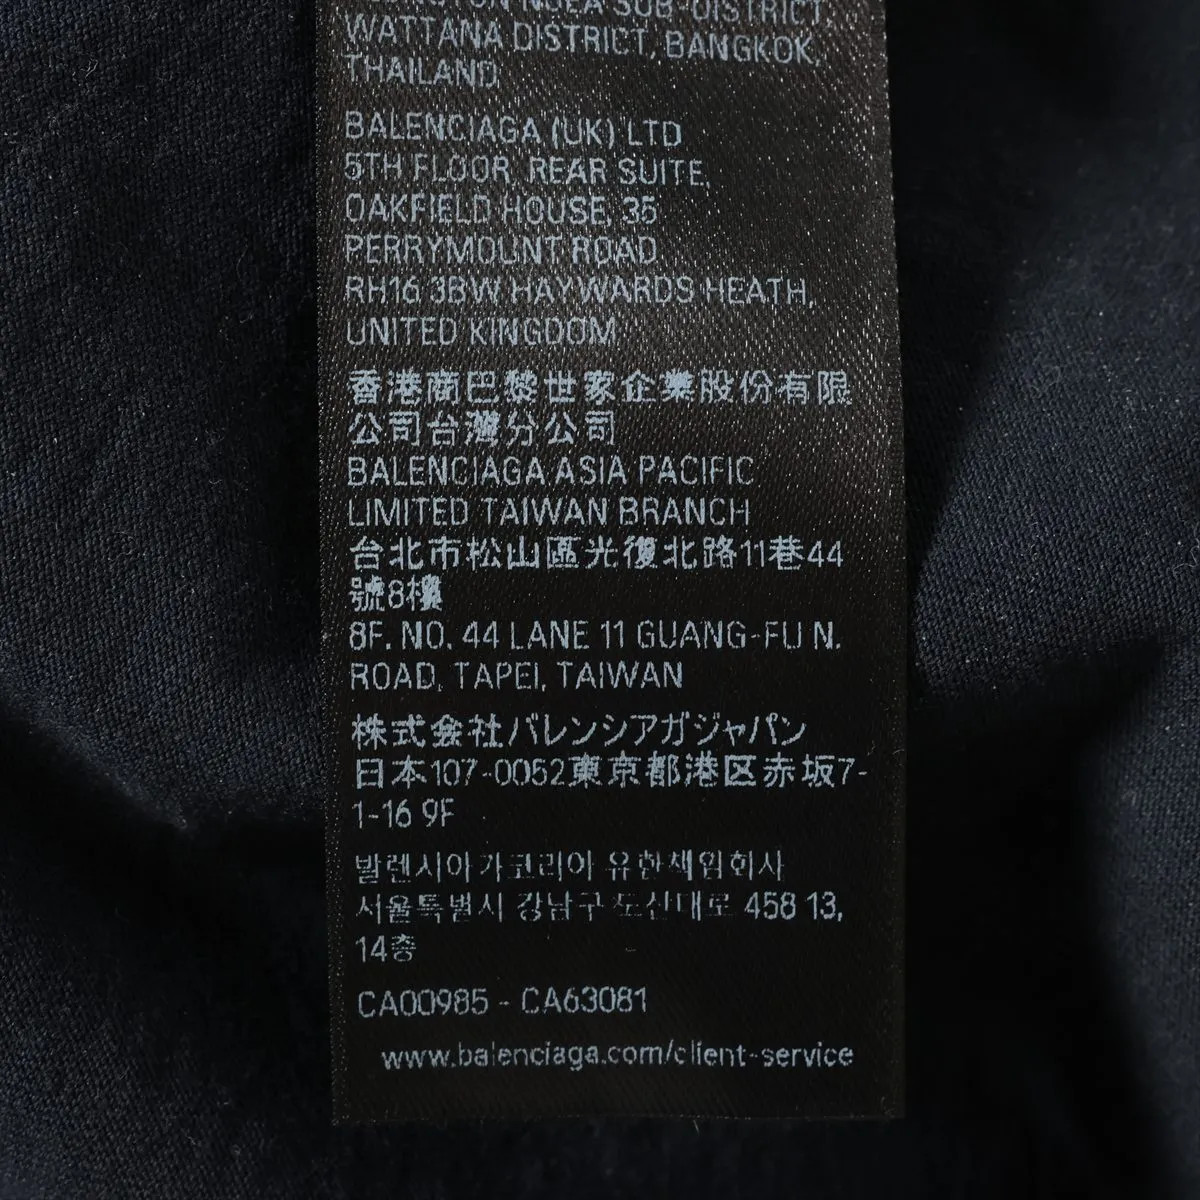 SUB-DISTRICT,
WATTANA DISTRICT, BANGKOK,
THAILAND
BALENCIAGA (UK) LTD
5TH FLOOR, REAR SUITE,
OAKFIELD HOUSE, 35
PERRYMOUNT ROAD
RH16 3BW HAYWARDS HEATH,
UNITED KINGDOM
香港商巴黎世家企業股份有限
公司台灣分公司
BALENCIAGA ASIA PACIFIC
LIMITED TAIWAN BRANCH
台北市松山區光復北路11巷44
號8樓
8F. NO. 44 LANE 11 GUANG-FU N.
ROAD, TAPEI, TAIWAN
株式会社バレンシアガジャパン
日本107-0052東京都港区赤坂7-
1-16 9F
발렌시아가코리아 유한책임회사
서울특별시 강남구 도산대로 458 13,
14층
CA00985 - CA63081
www.balenciaga.com/client-service